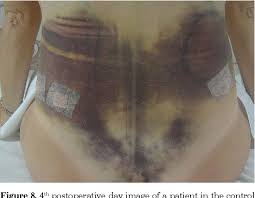 Figure 8. 4th postoperative day image of a patient in the control